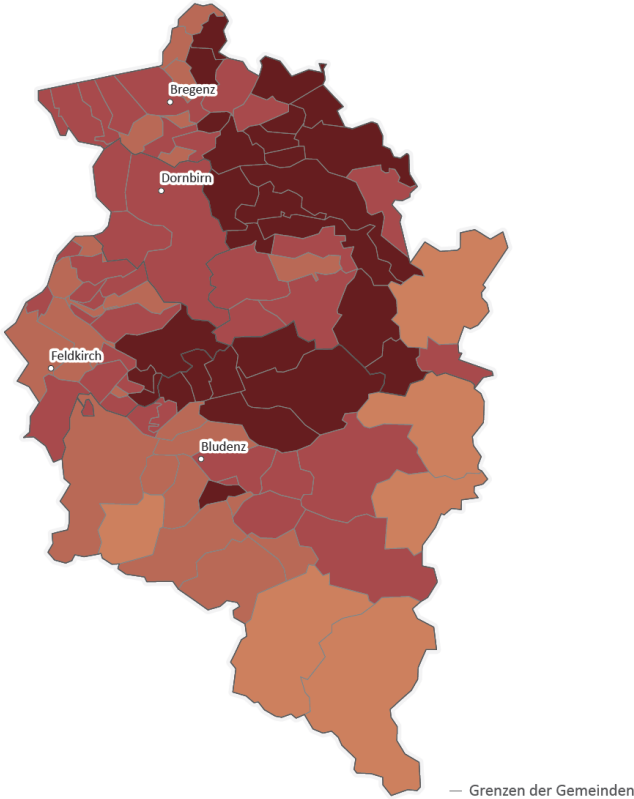 Bregenz
Dornbirn
Feldkirch
Bludenz
Grenzen der Gemeinden